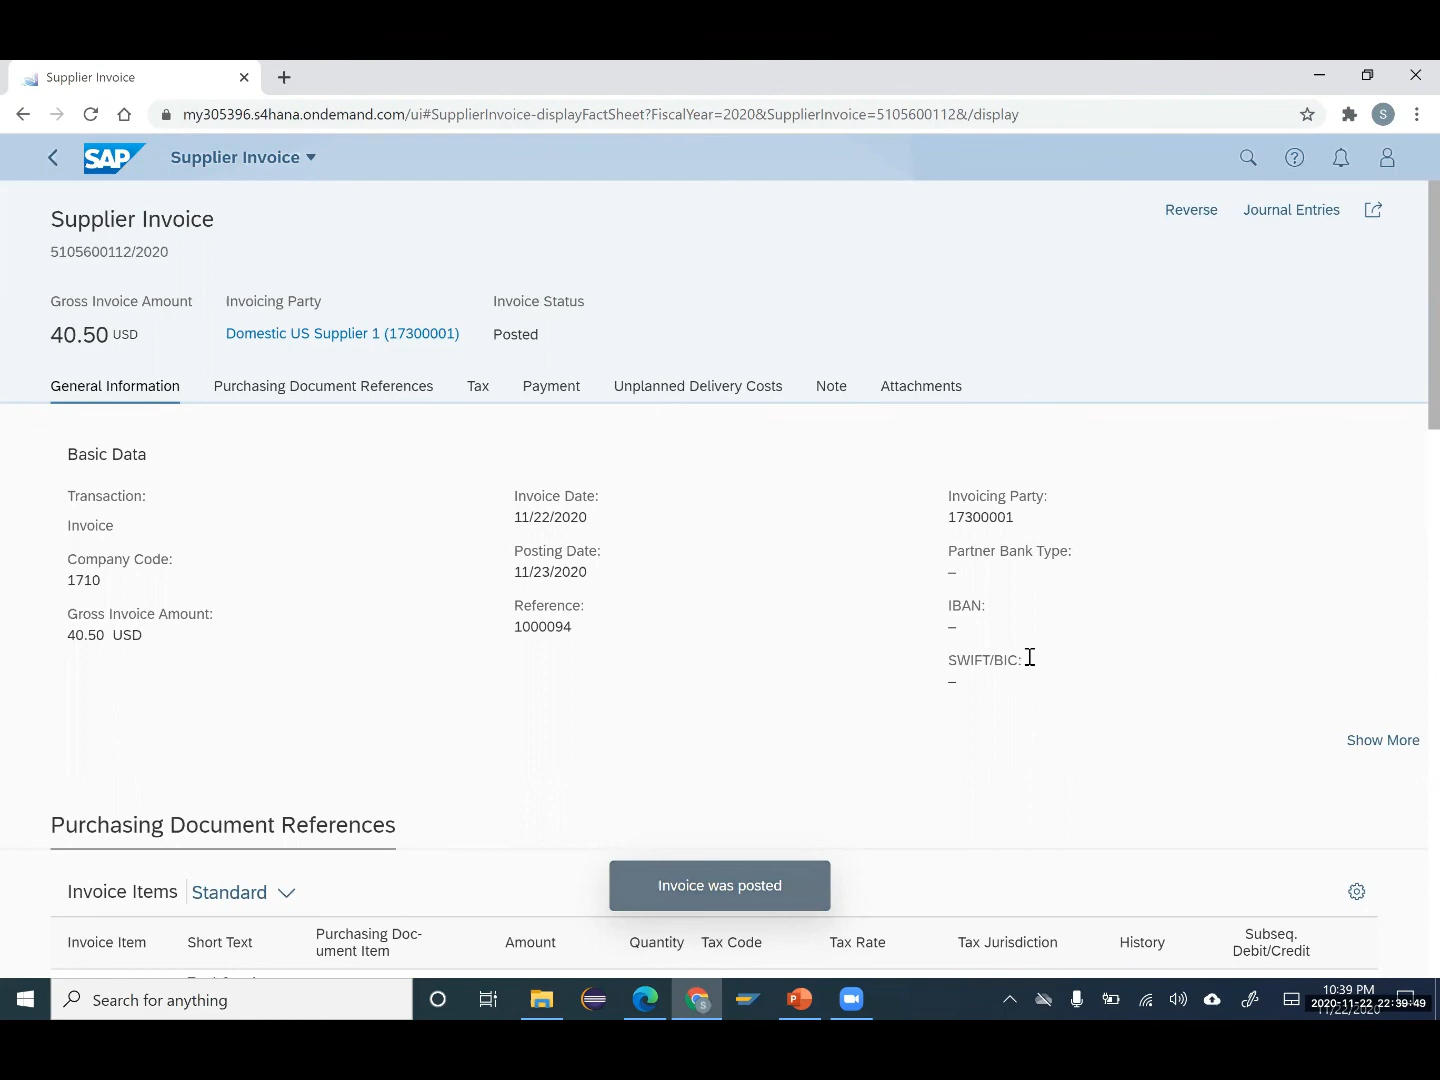 Supplier Invoice
my305396.s4hana.ondemand.com/ui#SupplierInvoice-displayFactSheet?FiscalYear=2020&SupplierInvoice=5105600112&/display
S
SAP Supplier Invoice
Supplier Invoice
Reverse Journal Entries
5105600112/2020
Gross Invoice Amount Invoicing Party Invoice Status
40.50 USD Domestic US Supplier 1 (17300001) Posted
General Information Purchasing Document References Tax Payment Unplanned Delivery Costs Note Attachments
Basic Data
Transaction: Invoice Date: Invoicing Party:
Invoice 11/22/2020 17300001
Company Code: Posting Date: Partner Bank Type:
1710 11/23/2020 –
Gross Invoice Amount: Reference: IBAN:
40.50 USD 1000094 –
SWIFT/BIC:
–
Show More
Purchasing Document References
Invoice Items Standard
Invoice was posted
Invoice Item Short Text Purchasing Doc-
ument Item Amount Quantity Tax Code Tax Rate Tax Jurisdiction History Subseq.
Debit/Credit
Search for anything
10:39 PM
2020-11-22 22:39:49
11/22/2020